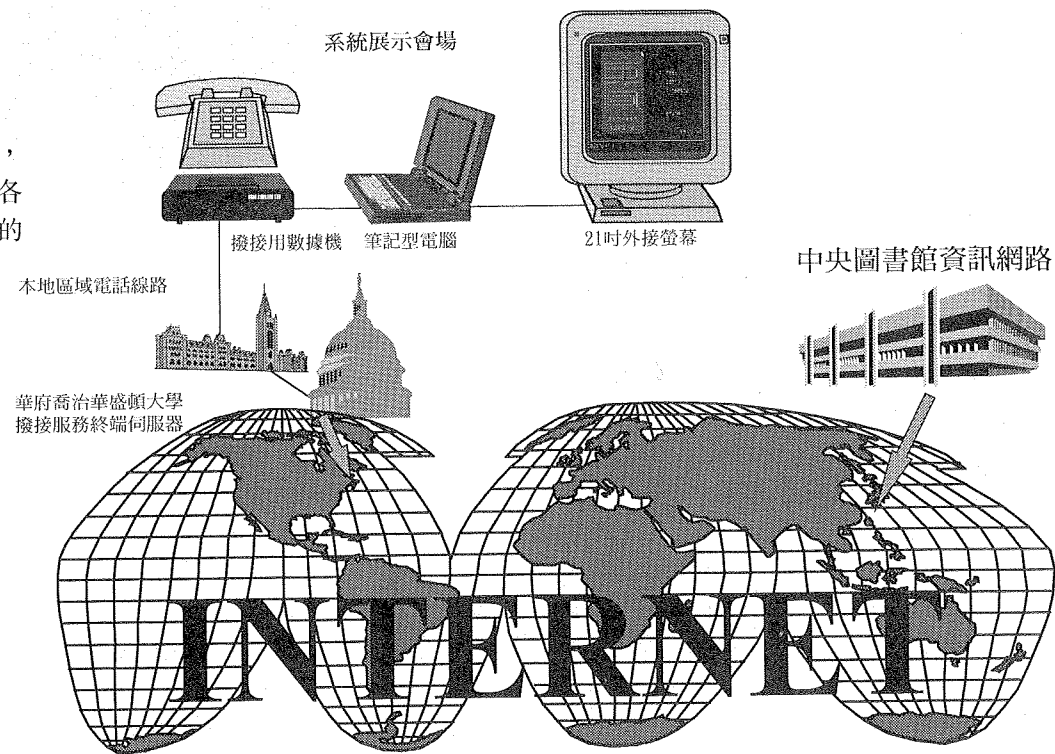 系統展示會場
，
各
的
撥接用數據機
筆記型電腦
21吋外接螢幕
中央圖書館資訊網路
本地區域電話線路
華府喬治華盛頓大學
撥接服務終端伺服器
INTERNET